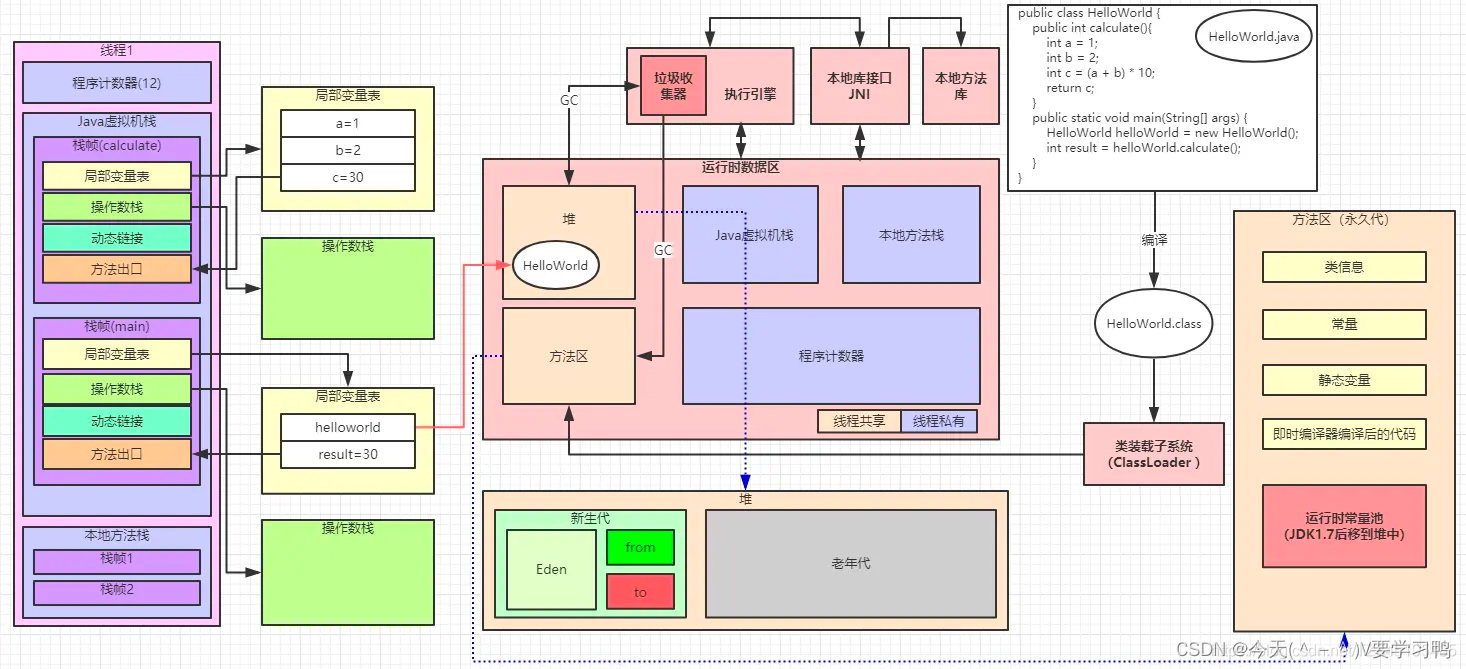 线程1
程序计数器(12)
Java虚拟机栈
栈帧(calculate)
局部变量表
操作数栈
动态链接
方法出口
栈帧(main)
局部变量表
操作数栈
动态链接
方法出口
本地方法栈
栈帧1
栈帧2
局部变量表
a=1
b=2
c=30
操作数栈
局部变量表
helloworld
result=30
操作数栈
GC
垃圾收
集器
执行引擎
本地库接口
JNI
本地方法
库
运行时数据区
堆
HelloWorld
GC
Java虚拟机栈
本地方法栈
方法区
程序计数器
线程共享
线程私有
堆
新生代
Eden
from
to
老年代
public class HelloWorld {
public int calculate(){
int a = 1;
int b = 2;
int c = (a + b) * 10;
return c;
}
public static void main(String[] args) {
HelloWorld helloWorld = new HelloWorld();
int result = helloWorld.calculate();
}
}
HelloWorld.java
编译
HelloWorld.class
类装载子系统
（ClassLoader ）
方法区（永久代）
类信息
常量
静态变量
即时编译器编译后的代码
运行时常量池
（JDK1.7后移到堆中）
CSDN @今天(＾－＾)V要学习鸭